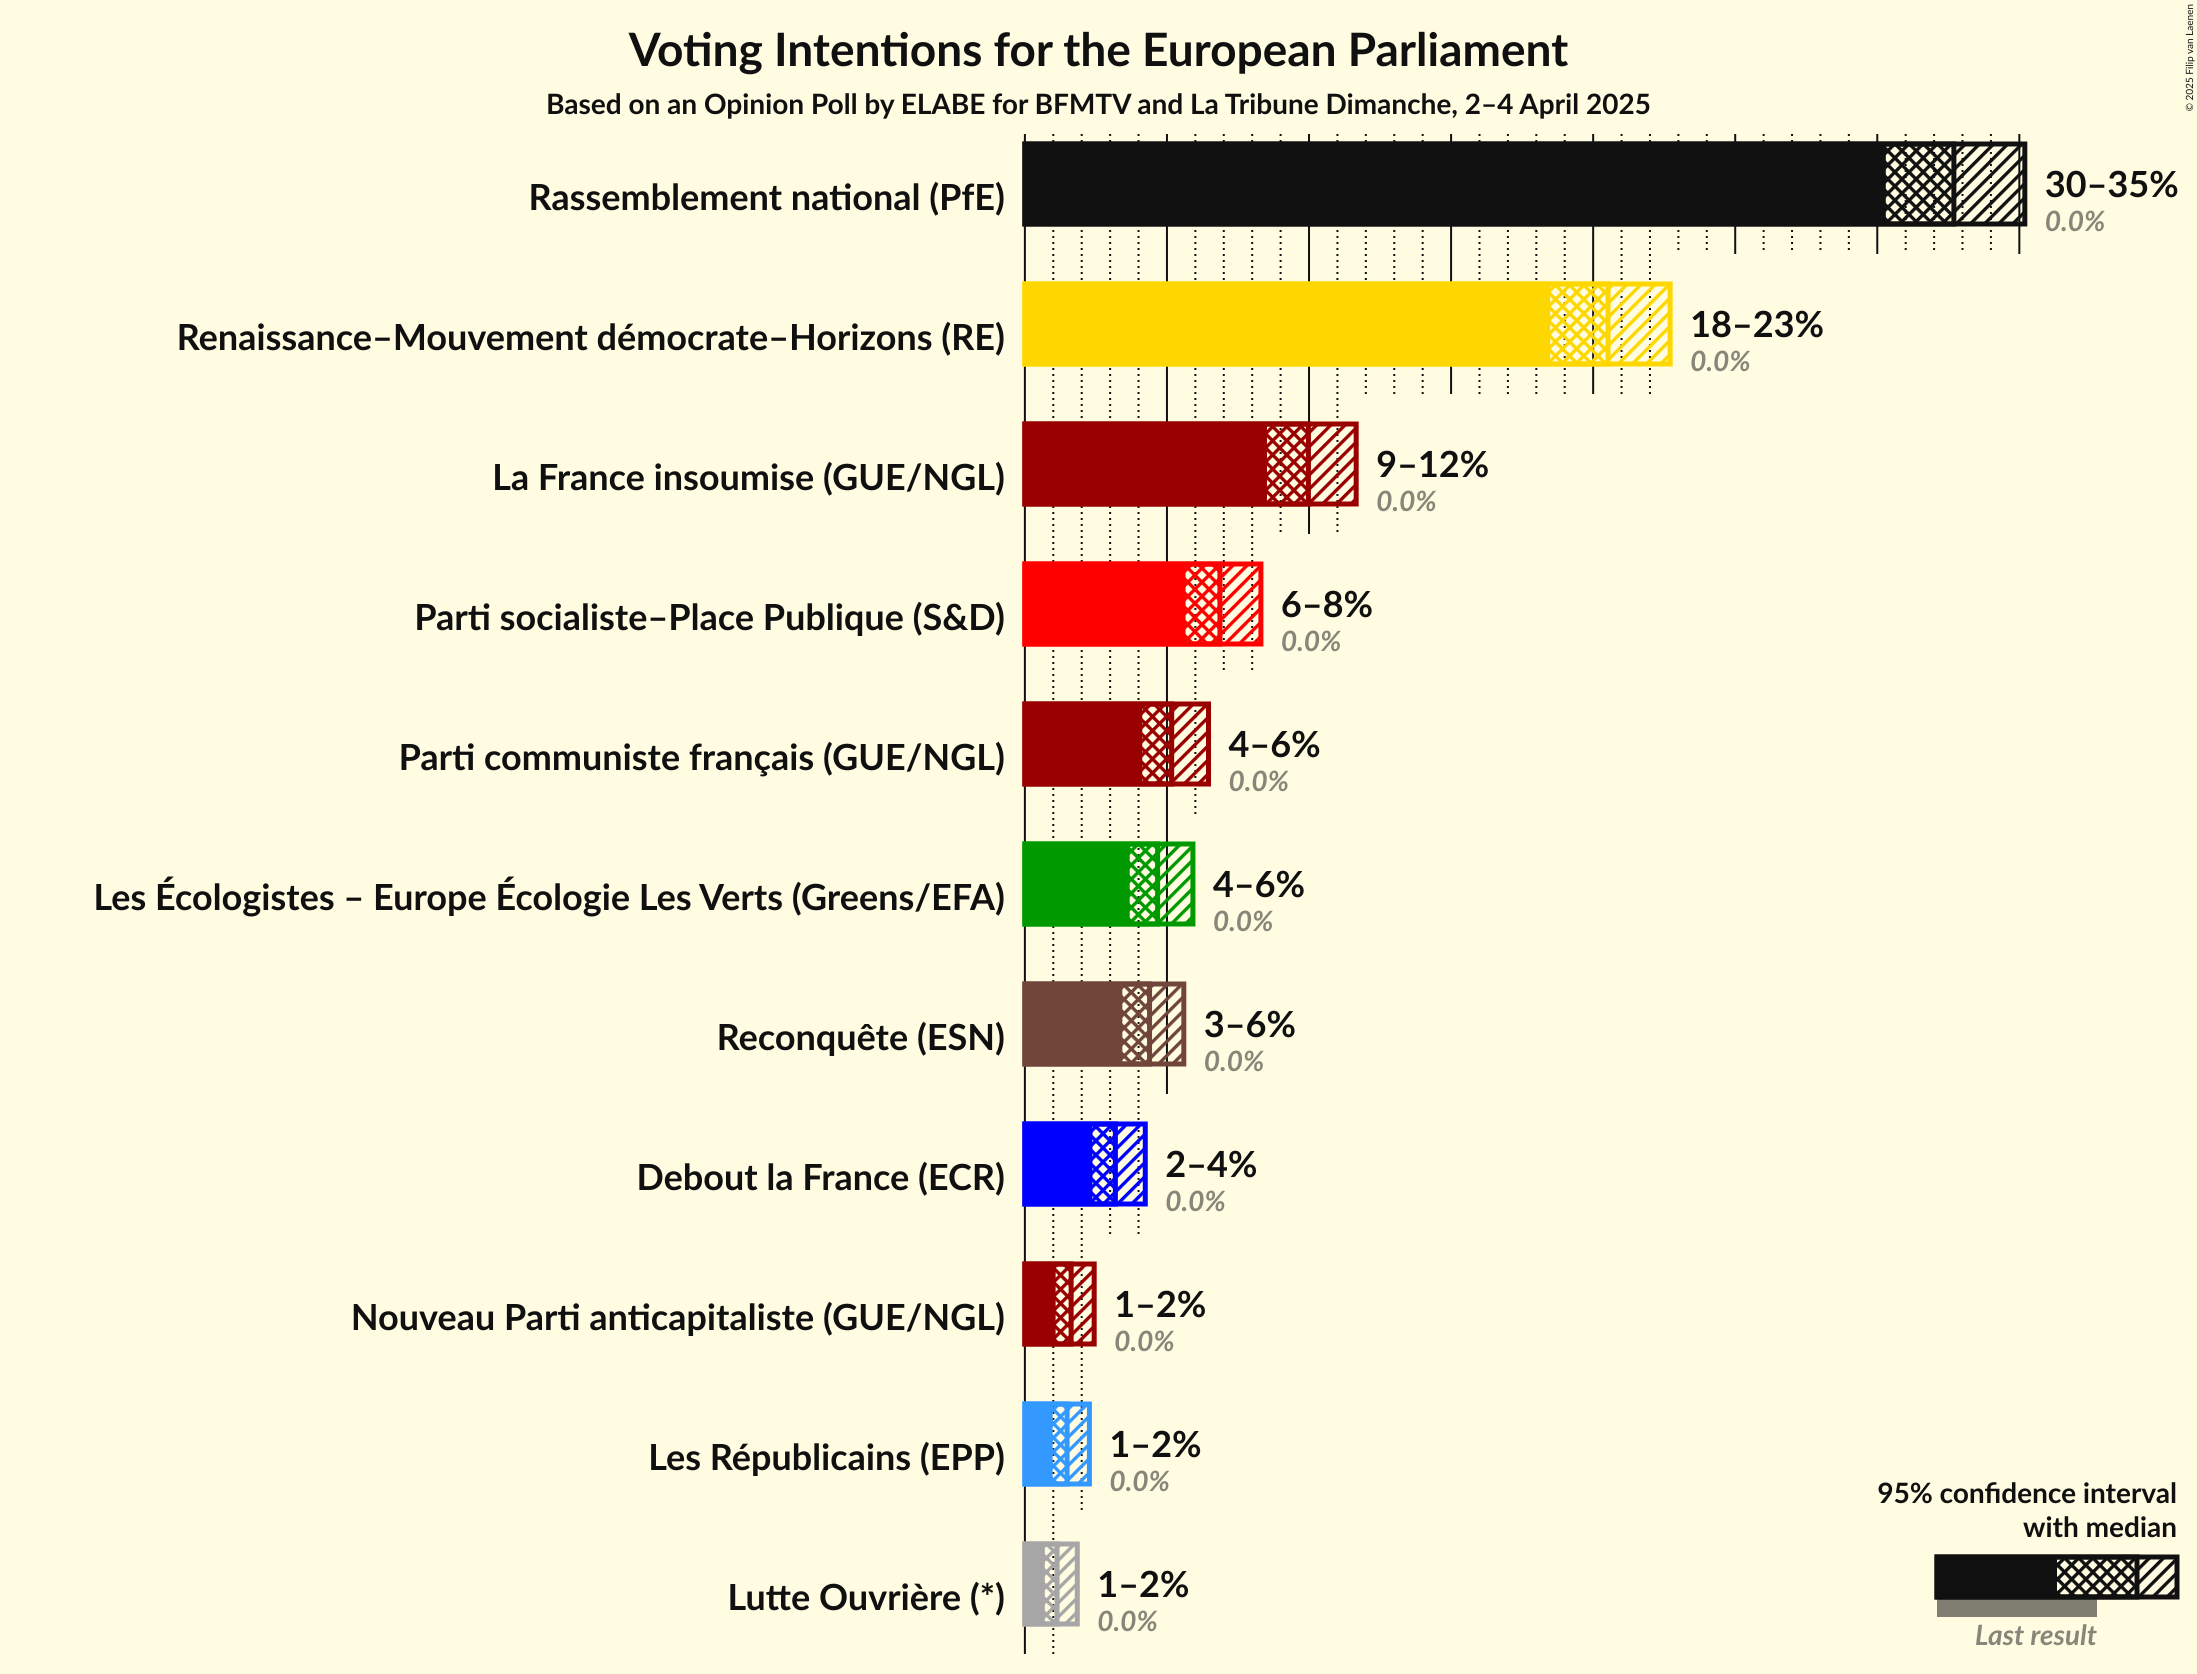 Voting Intentions for the European Parliament
Based on an Opinion Poll by ELABE for BFMTV and La Tribune Dimanche, 2–4 April 2025
© 2025 Filip van Laenen
Rassemblement national (PfE)
30–35%
0.0%
Renaissance–Mouvement démocrate–Horizons (RE)
18–23%
0.0%
La France insoumise (GUE/NGL)
9–12%
0.0%
Parti socialiste–Place Publique (S&D)
6–8%
0.0%
Parti communiste français (GUE/NGL)
4–6%
0.0%
Les Écologistes – Europe Écologie Les Verts (Greens/EFA)
4–6%
0.0%
Reconquête (ESN)
3–6%
0.0%
Debout la France (ECR)
2–4%
0.0%
Nouveau Parti anticapitaliste (GUE/NGL)
1–2%
0.0%
Les Républicains (EPP)
1–2%
0.0%
Lutte Ouvrière (*)
1–2%
0.0%
95% confidence interval
with median
Last result